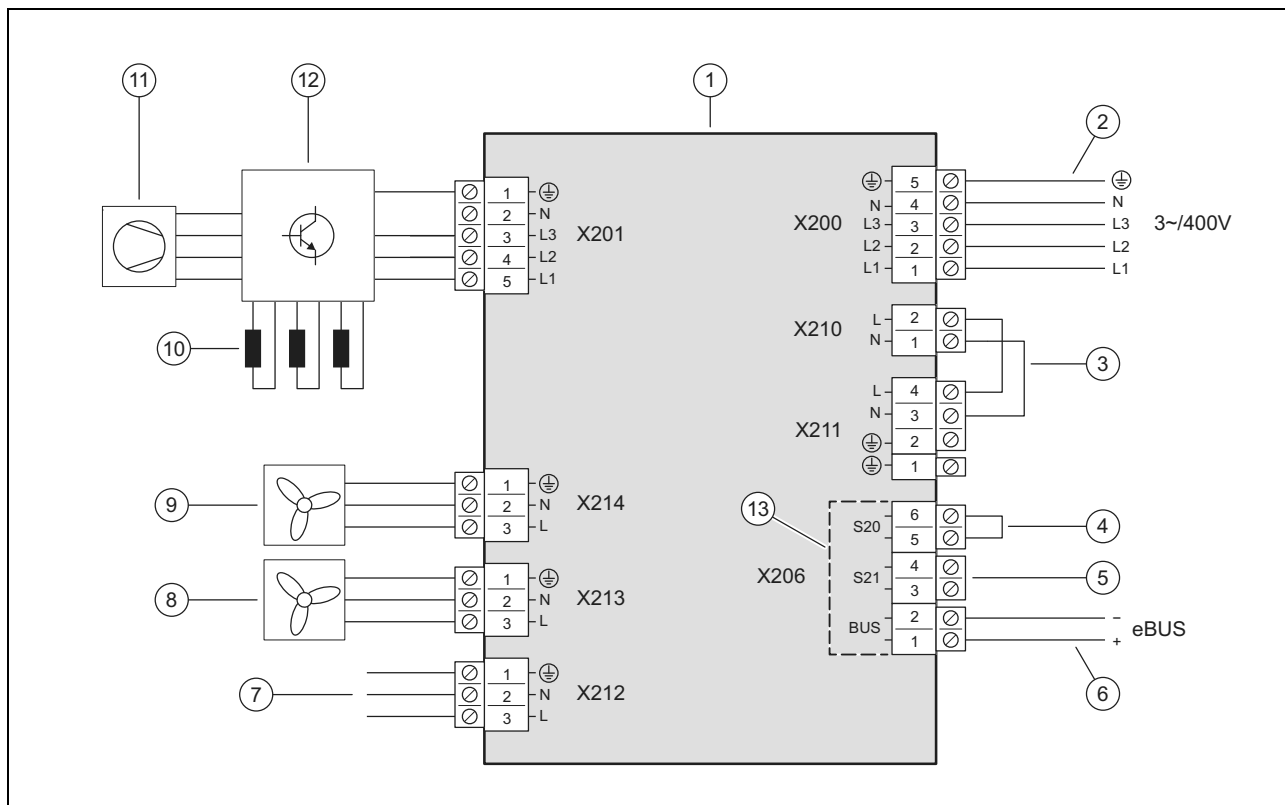 11
12
1
2
1
2 N
3 L3
4 L2
5 L1
X201
X200
5
N 4
L3 3
L2 2
L1 1
N
L3
L2
L1
3~/400V
10
X210
L 2
N 1
3
X211
L 4
N 3
2
1
9
1
2 N
3 L
X214
13
X206
S20
6
5
4
S21
4
3
5
BUS
2
1
–
+
eBUS
6
8
1
2 N
3 L
X213
7
1
2 N
3 L
X212